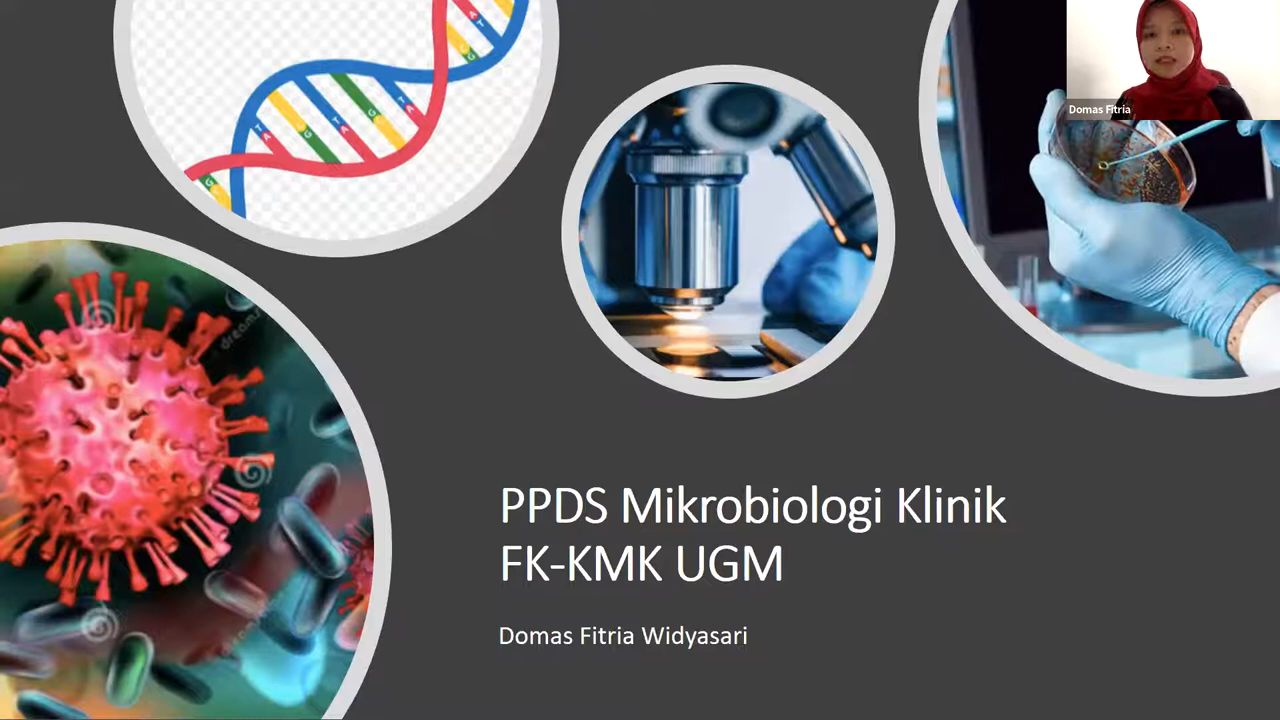 Domas Fitria
PPDS Mikrobiologi Klinik
FK-KMK UGM
Domas Fitria Widyasari